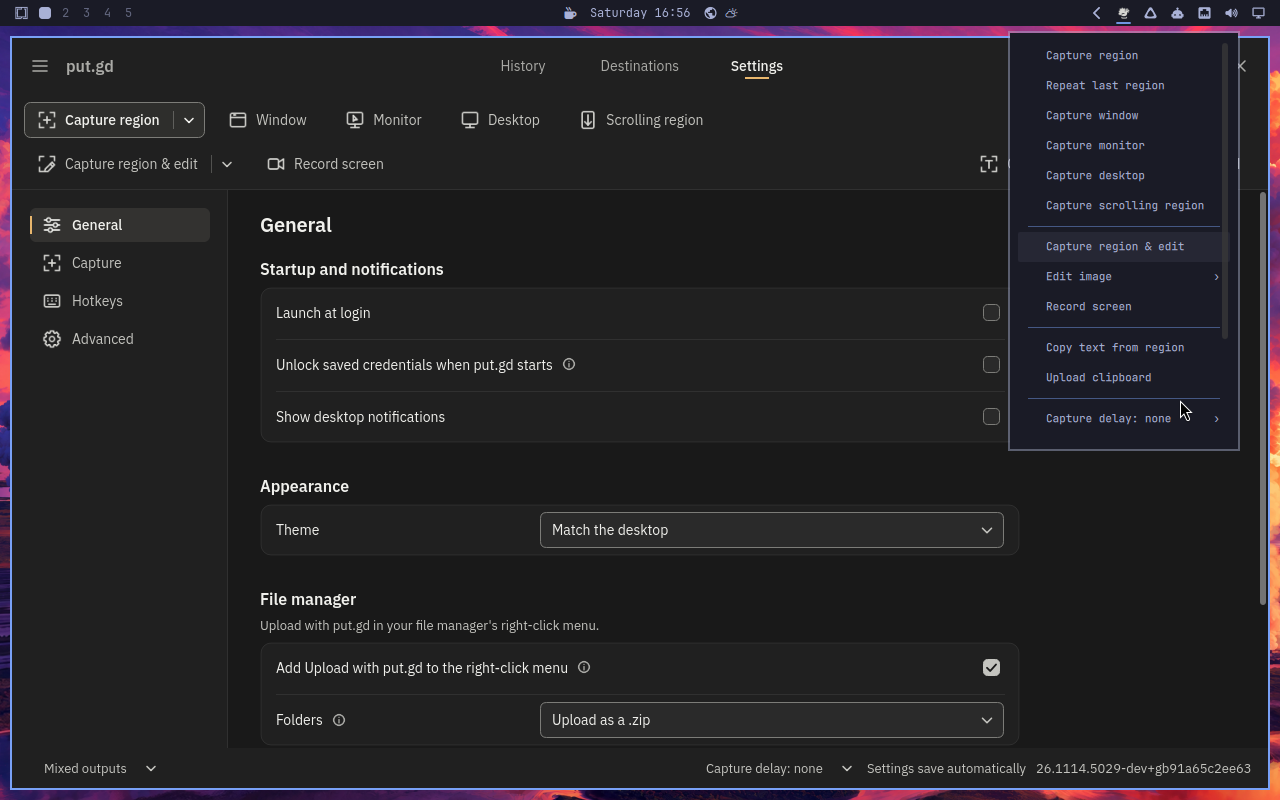 2 3 4 5
Saturday 16:56
put.gd
History
Destinations
Settings
Capture region
Window
Monitor
Desktop
Scrolling region
Capture region & edit
Record screen
General
Capture
Hotkeys
Advanced
General
Startup and notifications
Launch at login
Unlock saved credentials when put.gd starts
Show desktop notifications
Appearance
Theme
Match the desktop
File manager
Upload with put.gd in your file manager's right-click menu.
Add Upload with put.gd to the right-click menu
Folders
Upload as a .zip
Capture region
Repeat last region
Capture window
Capture monitor
Capture desktop
Capture scrolling region
Capture region & edit
Edit image
Record screen
Copy text from region
Upload clipboard
Capture delay: none
Mixed outputs
Capture delay: none
Settings save automatically
26.1114.5029-dev+gb91a65c2ee63